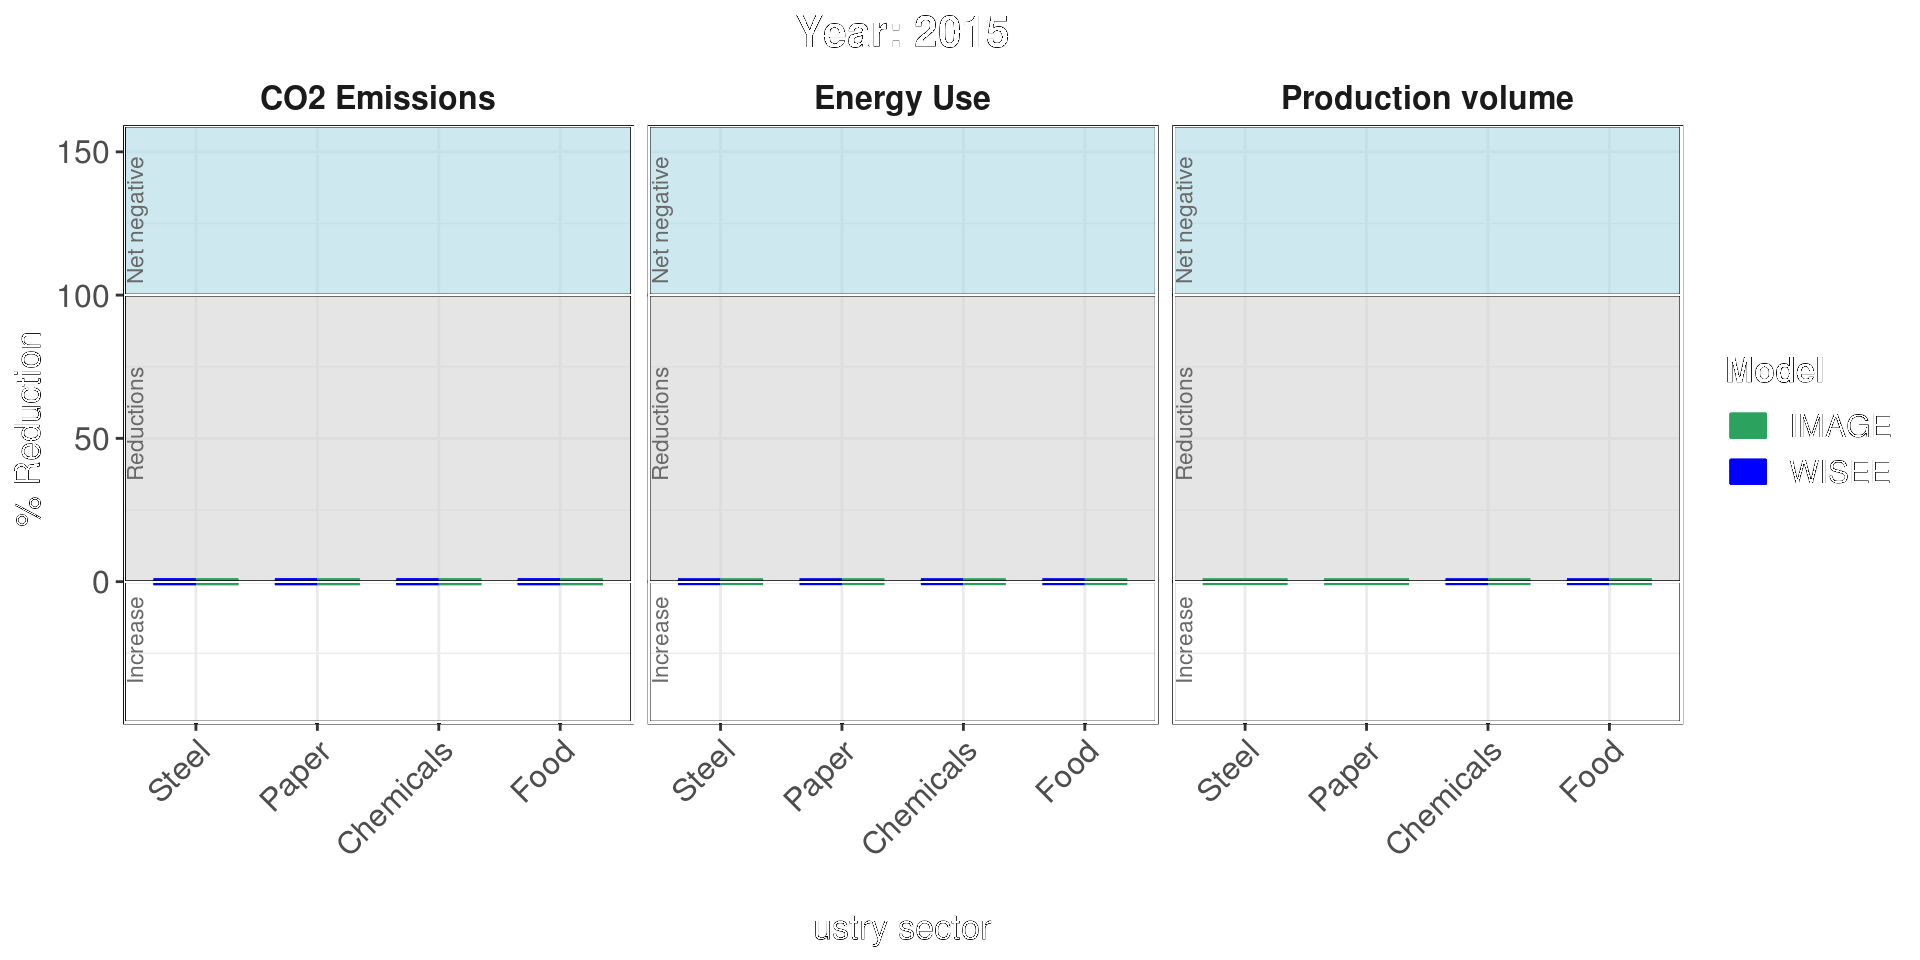 Year: 2015
CO2 Emissions
Energy Use
Production volume
% Reduction
150
100
50
0
Net negative
Reductions
Increase
Net negative
Reductions
Increase
Net negative
Reductions
Increase
Steel
Paper
Chemicals
Food
Steel
Paper
Chemicals
Food
Steel
Paper
Chemicals
Food
ustry sector
Model
IMAGE
WISEE